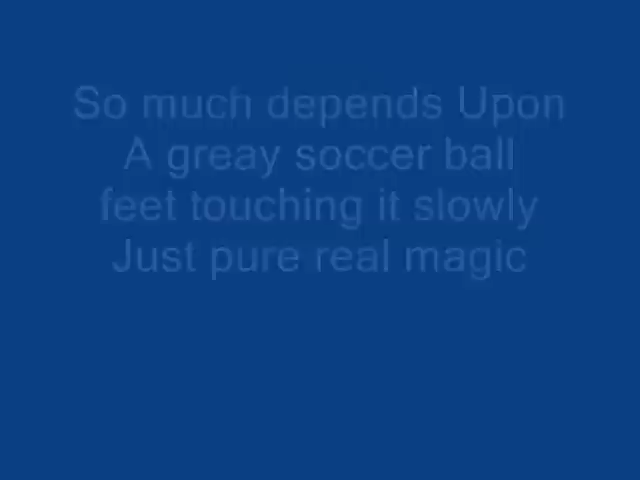 So much depends Upon
A greay soccer ball
feet touching it slowly
Just pure real magic